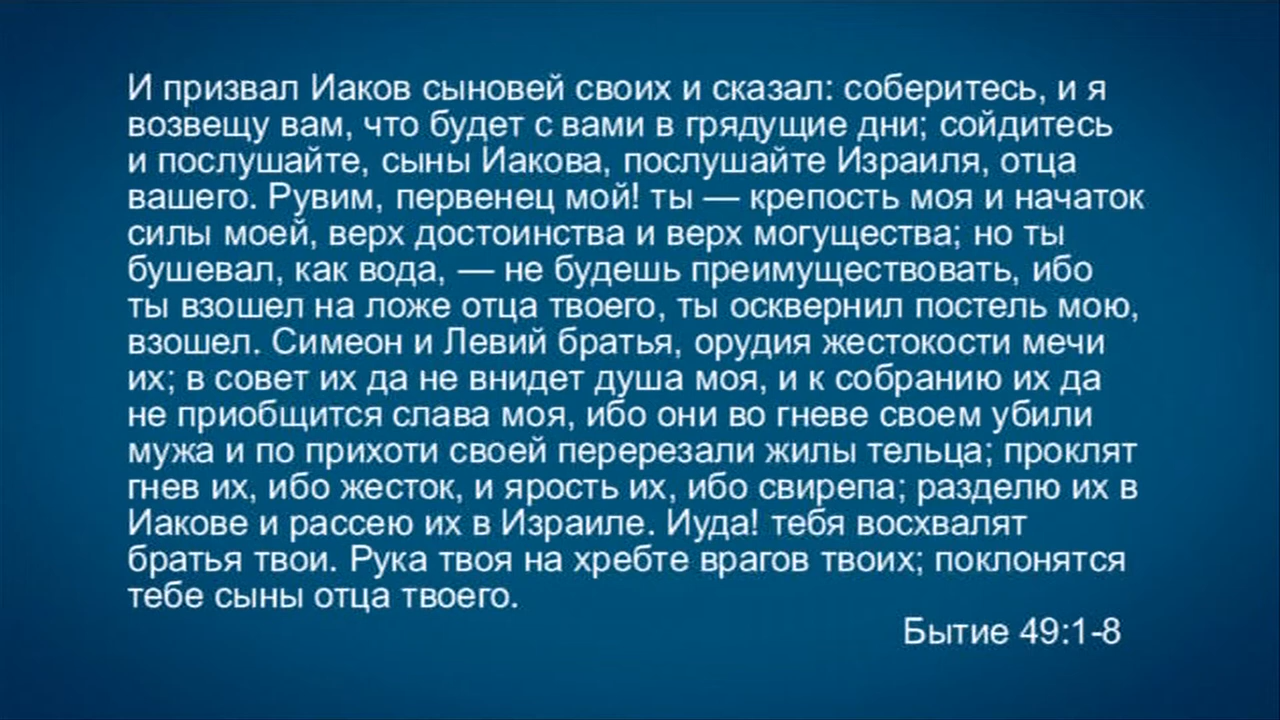 И призвал Иаков сыновей своих и сказал: соберитесь, и я
возвещу вам, что будет с вами в грядущие дни; сойдитесь
и послушайте, сыны Иакова, послушайте Израиля, отца
вашего. Рувим, первенец мой! ты — крепость моя и начаток
силы моей, верх достоинства и верх могущества; но ты
бушевал, как вода, — не будешь преимуществовать, ибо
ты взошел на ложе отца твоего, ты осквернил постель мою,
взошел. Симеон и Левий братья, орудия жестокости мечи
их; в совет их да не внидет душа моя, и к собранию их да
не приобщится слава моя, ибо они во гневе своем убили
мужа и по прихоти своей перерезали жилы тельца; проклят
гнев их, ибо жесток, и ярость их, ибо свирепа; разделю их в
Иакове и рассею их в Израиле. Иуда! тебя восхвалят
братья твои. Рука твоя на хребте врагов твоих; поклонятся
тебе сыны отца твоего.
Бытие 49:1-8